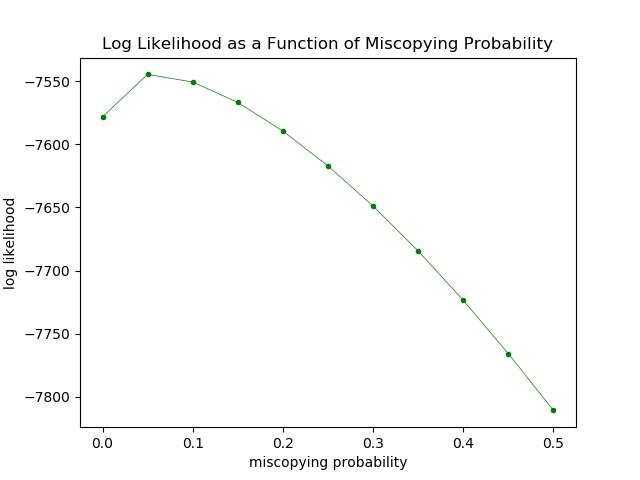 Log Likelihood as a Function of Miscopying Probability
−7550
−7600
−7650
−7700
−7750
−7800
log likelihood
0.0 0.1 0.2 0.3 0.4 0.5
miscopying probability